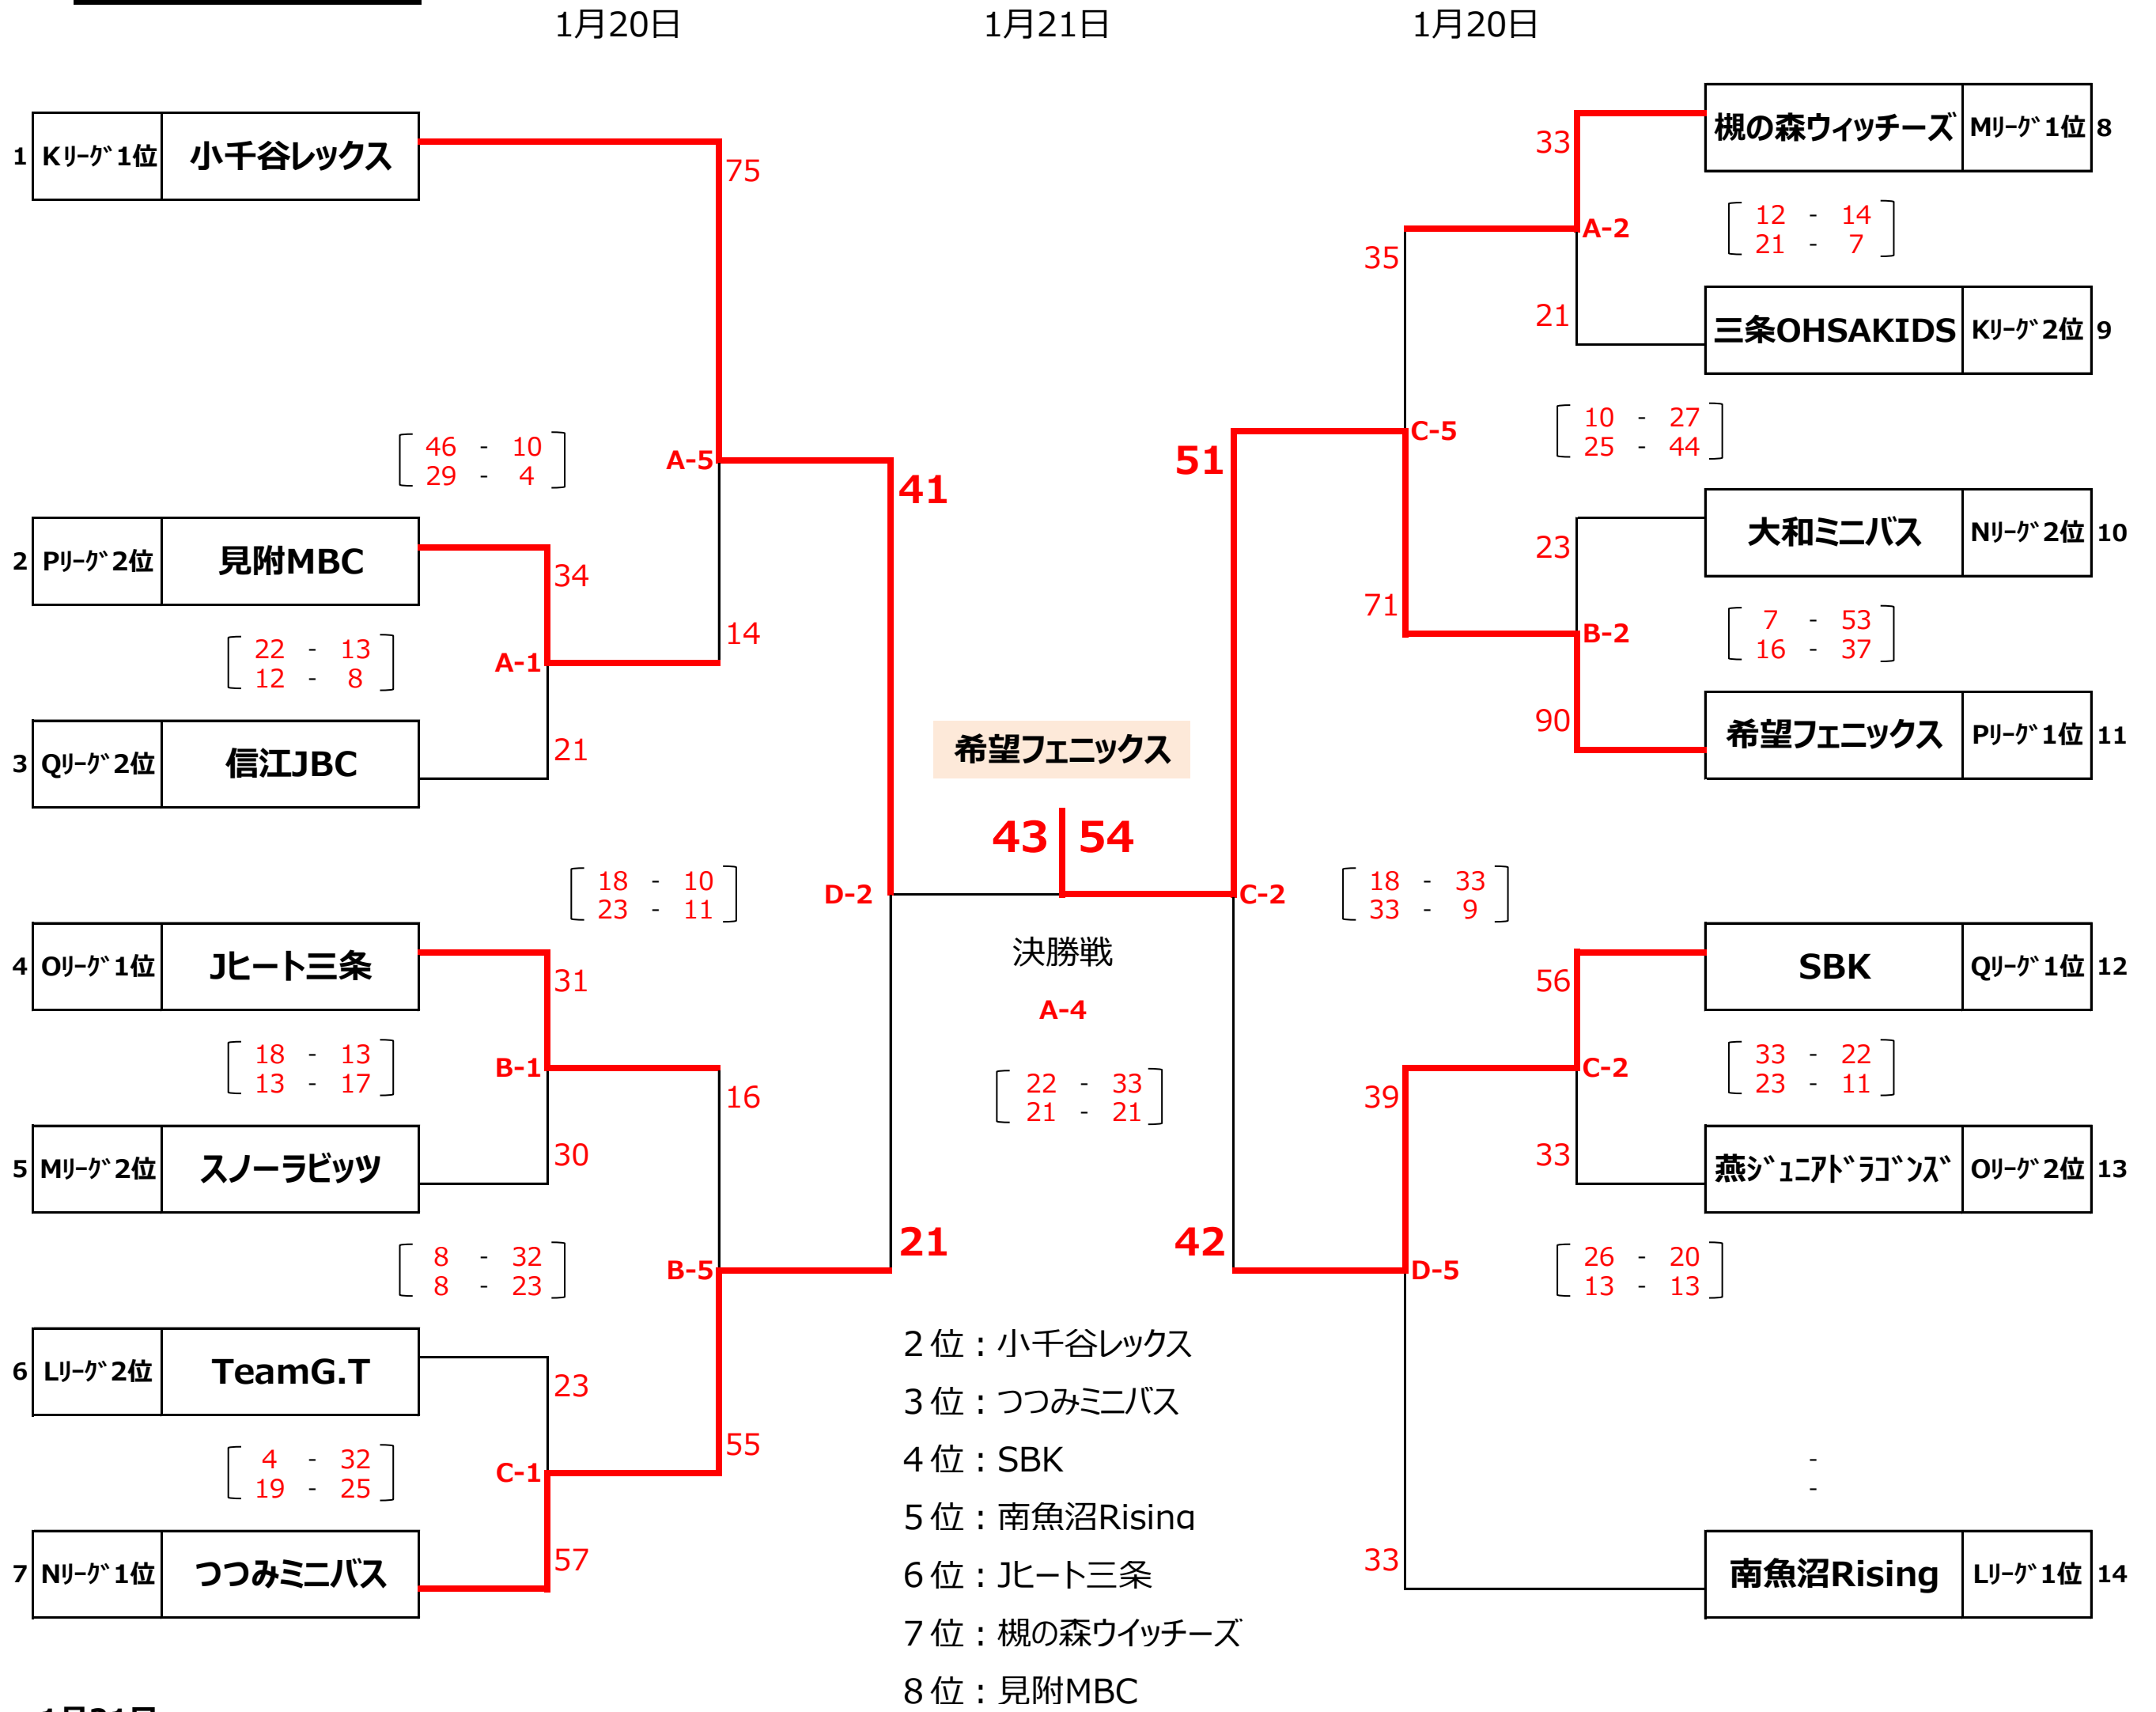 1月20日 1月21日 1月20日
1 Kﾘｰｸﾞ1位 小千谷レックス
75
46 - 10
29 - 4
A-5
41
2 Pﾘｰｸﾞ2位 見附MBC
34
22 - 13
12 - 8
A-1
14
3 Qﾘｰｸﾞ2位 信江JBC
21
18 - 10
23 - 11
D-2
4 Oﾘｰｸﾞ1位 Jヒート三条
31
18 - 13
13 - 17
B-1
16
5 Mﾘｰｸﾞ2位 スノーラビッツ
30
8 - 32
8 - 23
B-5
21
6 Lﾘｰｸﾞ2位 TeamG.T
23
4 - 32
19 - 25
C-1
55
7 Nﾘｰｸﾞ1位 つつみミニバス
57
希望フェニックス
43 54
決勝戦
A-4
22 - 33
21 - 21
2位：小千谷レックス
3位：つつみミニバス
4位：SBK
5位：南魚沼Rising
6位：Jヒート三条
7位：槻の森ウイッチーズ
8位：見附MBC
槻の森ウィッチーズ Mﾘｰｸﾞ1位 8
33
12 - 14
21 - 7
A-2
35
21
三条OHSAKIDS Kﾘｰｸﾞ2位 9
10 - 27
25 - 44
C-5
51
大和ミニバス Nﾘｰｸﾞ2位 10
23
7 - 53
16 - 37
B-2
71
90
希望フェニックス Pﾘｰｸﾞ1位 11
18 - 33
33 - 9
C-2
SBK Qﾘｰｸﾞ1位 12
56
33 - 22
23 - 11
C-2
39
33
燕ｼﾞｭﾆｱﾄﾞﾗｺﾞﾝｽﾞ Oﾘｰｸﾞ2位 13
26 - 20
13 - 13
D-5
42
-
-
33
南魚沼Rising Lﾘｰｸﾞ1位 14
1月21日